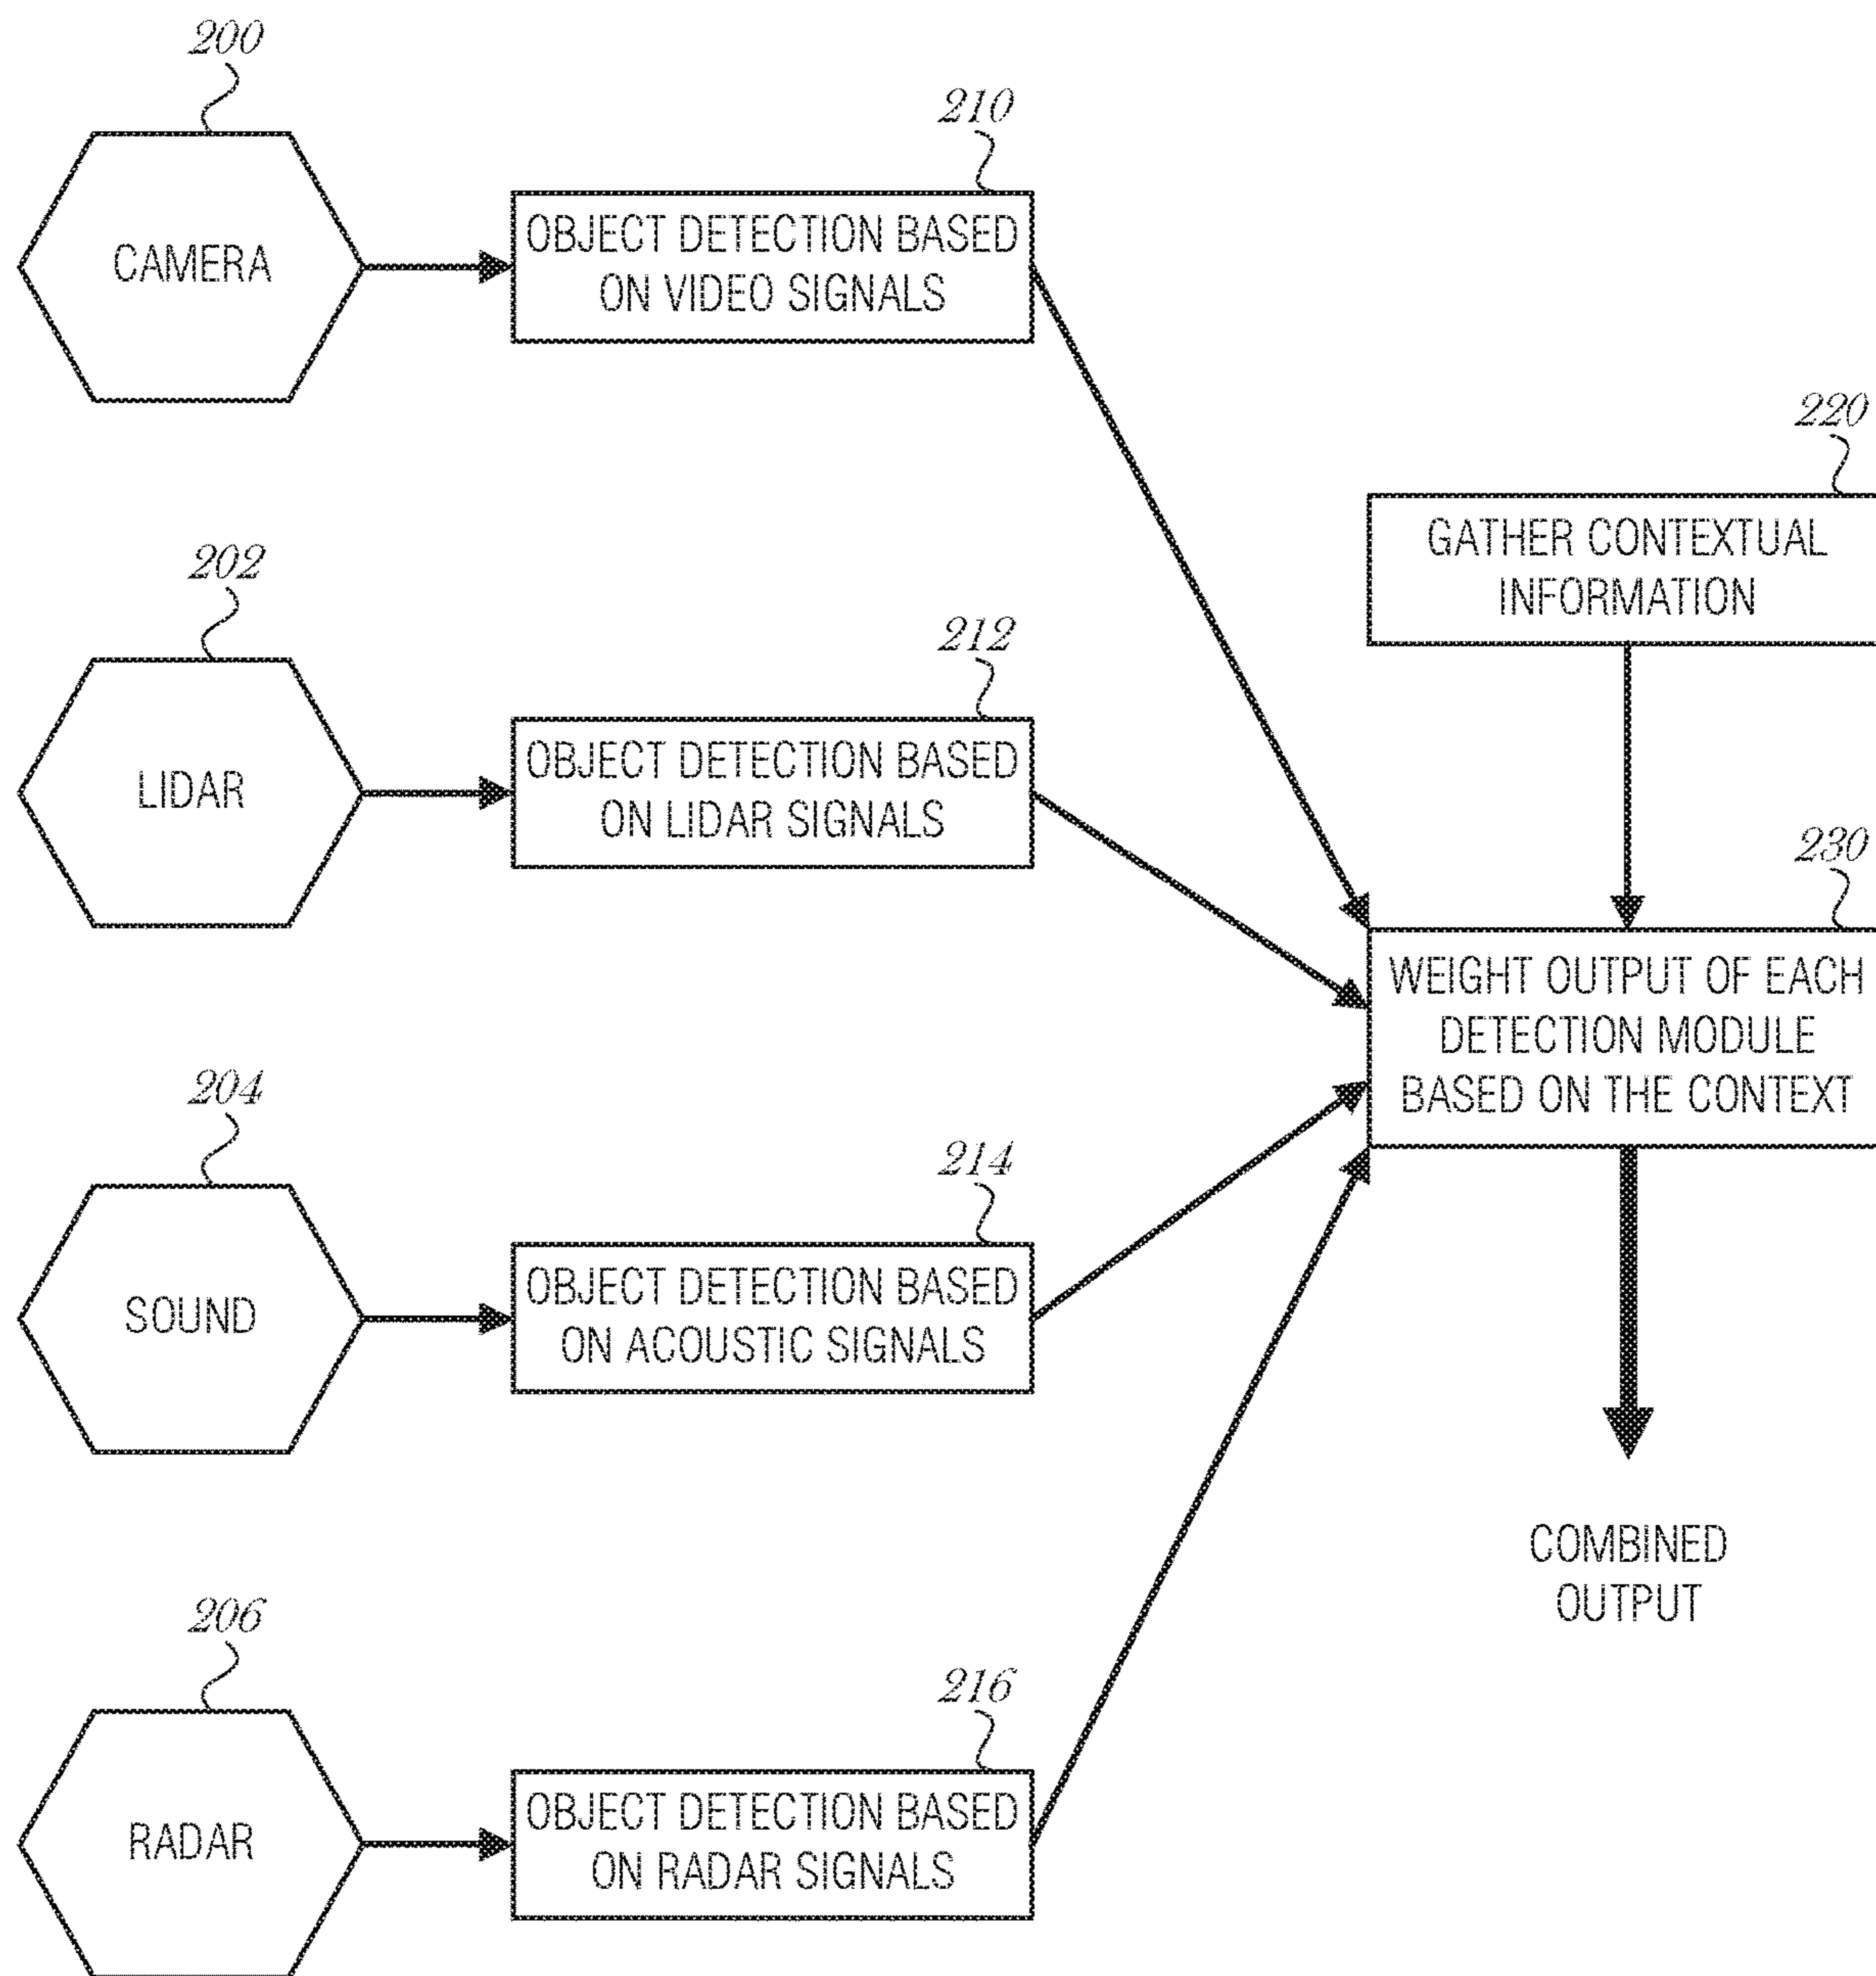 200
CAMERA
210
OBJECT DETECTION BASED
ON VIDEO SIGNALS
220
GATHER CONTEXTUAL
INFORMATION
202
LIDAR
212
OBJECT DETECTION BASED
ON LIDAR SIGNALS
230
WEIGHT OUTPUT OF EACH
DETECTION MODULE
BASED ON THE CONTEXT
204
SOUND
214
OBJECT DETECTION BASED
ON ACOUSTIC SIGNALS
COMBINED
OUTPUT
206
RADAR
216
OBJECT DETECTION BASED
ON RADAR SIGNALS